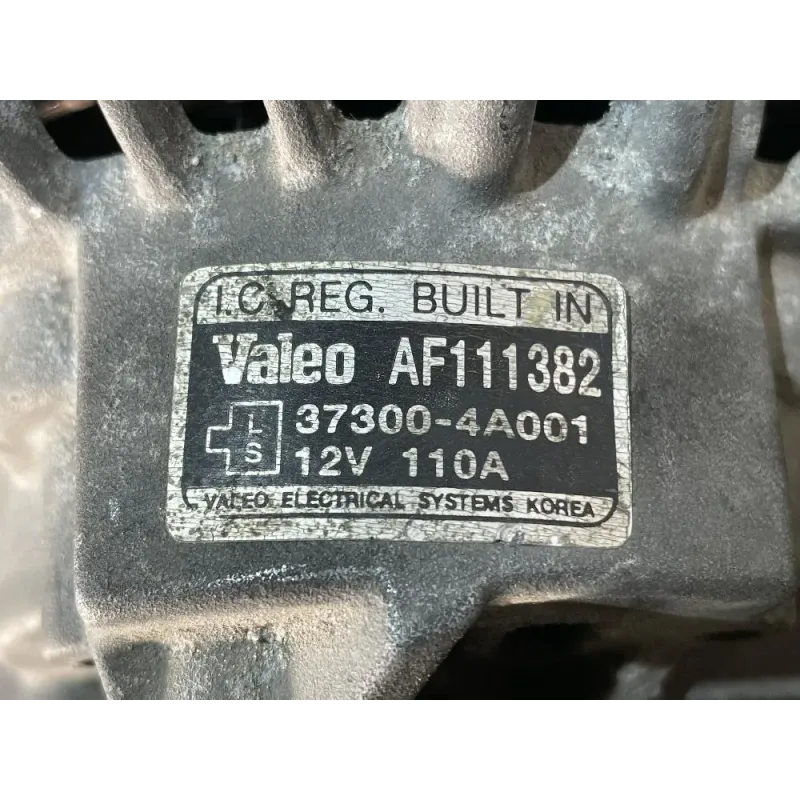 I.C. REG. BUILT IN
Valeo AF111382
L 37300-4A001
S 12V 110A
VALEO ELECTRICAL SYSTEMS KOREA